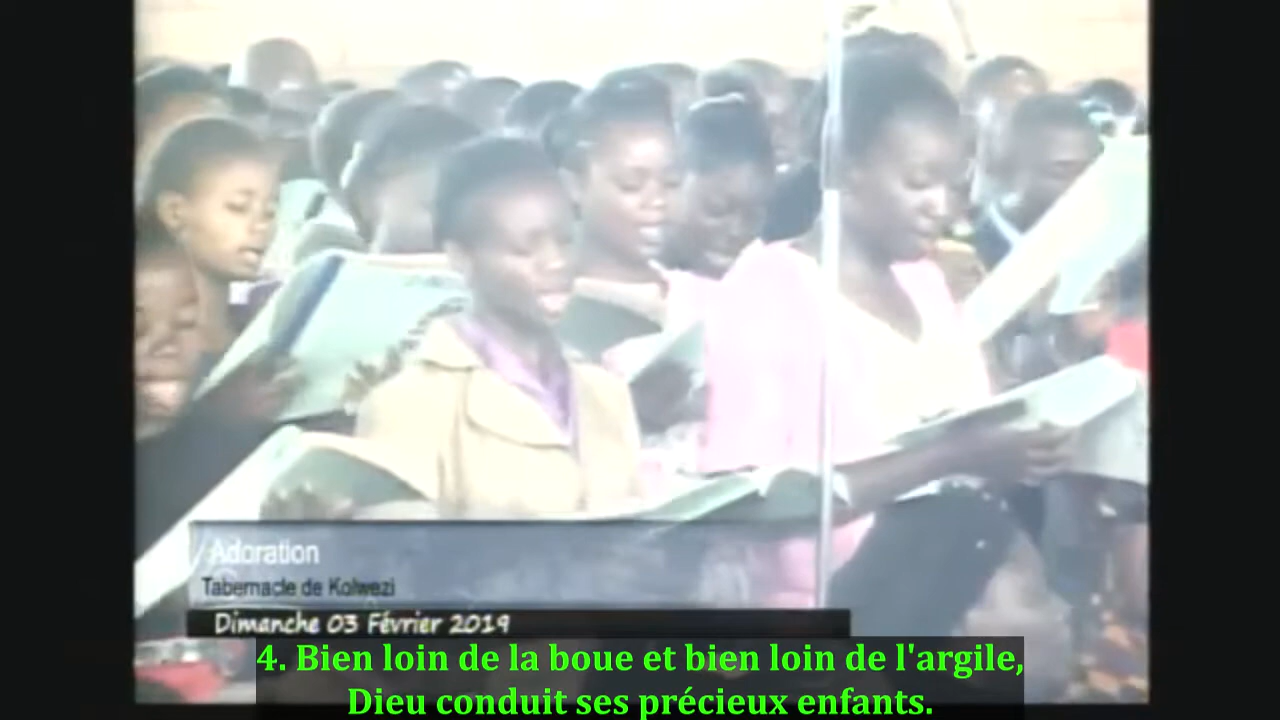 Adoration
Tabernacle de Kolwezi
Dimanche 03 Février 2019
4. Bien loin de la boue et bien loin de l'argile,
Dieu conduit ses précieux enfants.